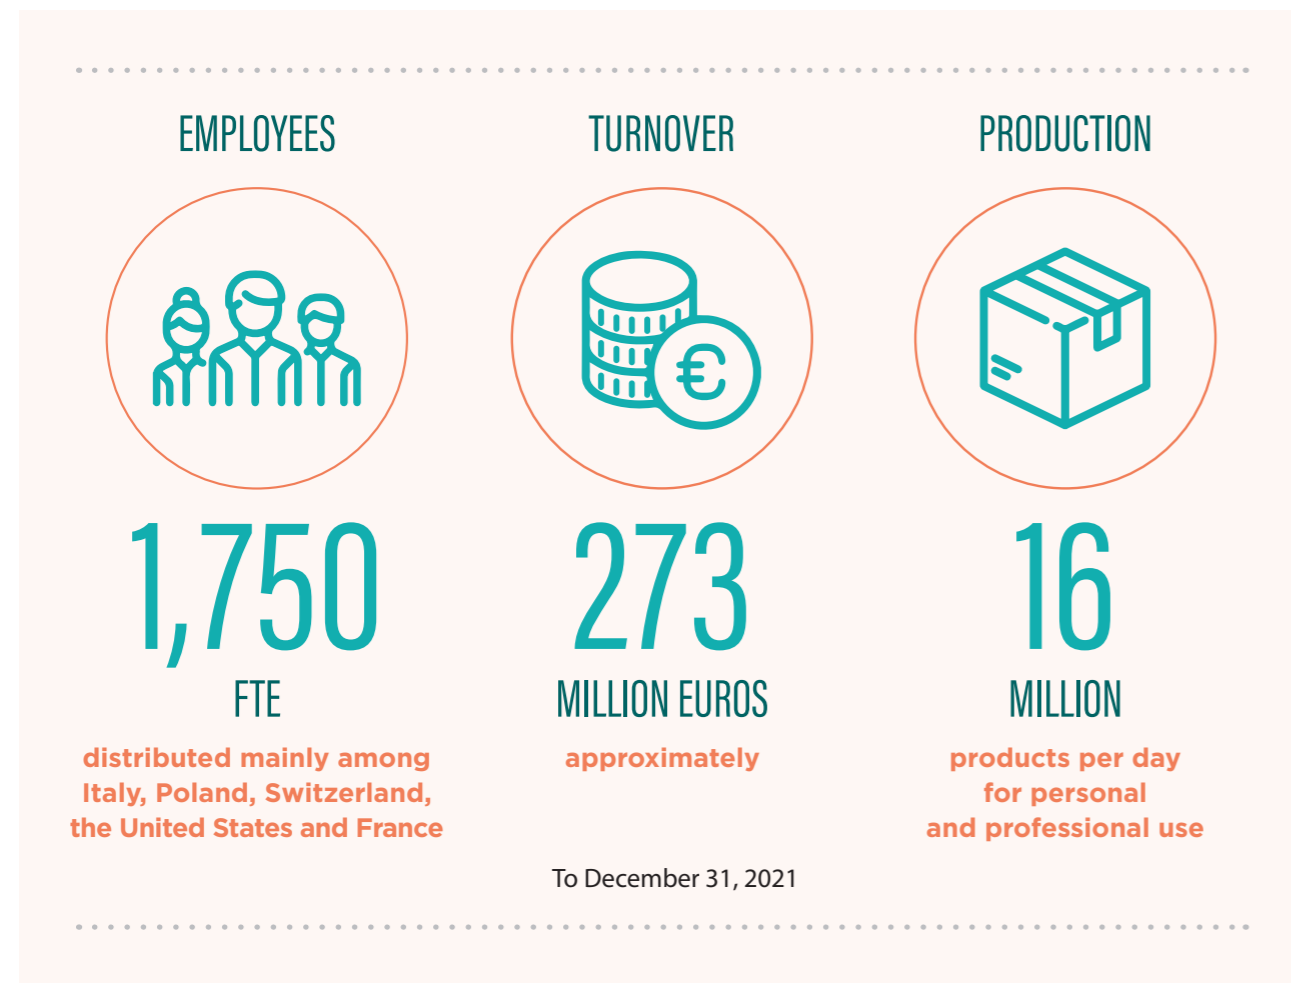 EMPLOYEES
1,750
FTE
distributed mainly among
Italy, Poland, Switzerland,
the United States and France
TURNOVER
€
273
MILLION EUROS
approximately
PRODUCTION
16
MILLION
products per day
for personal
and professional use
To December 31, 2021